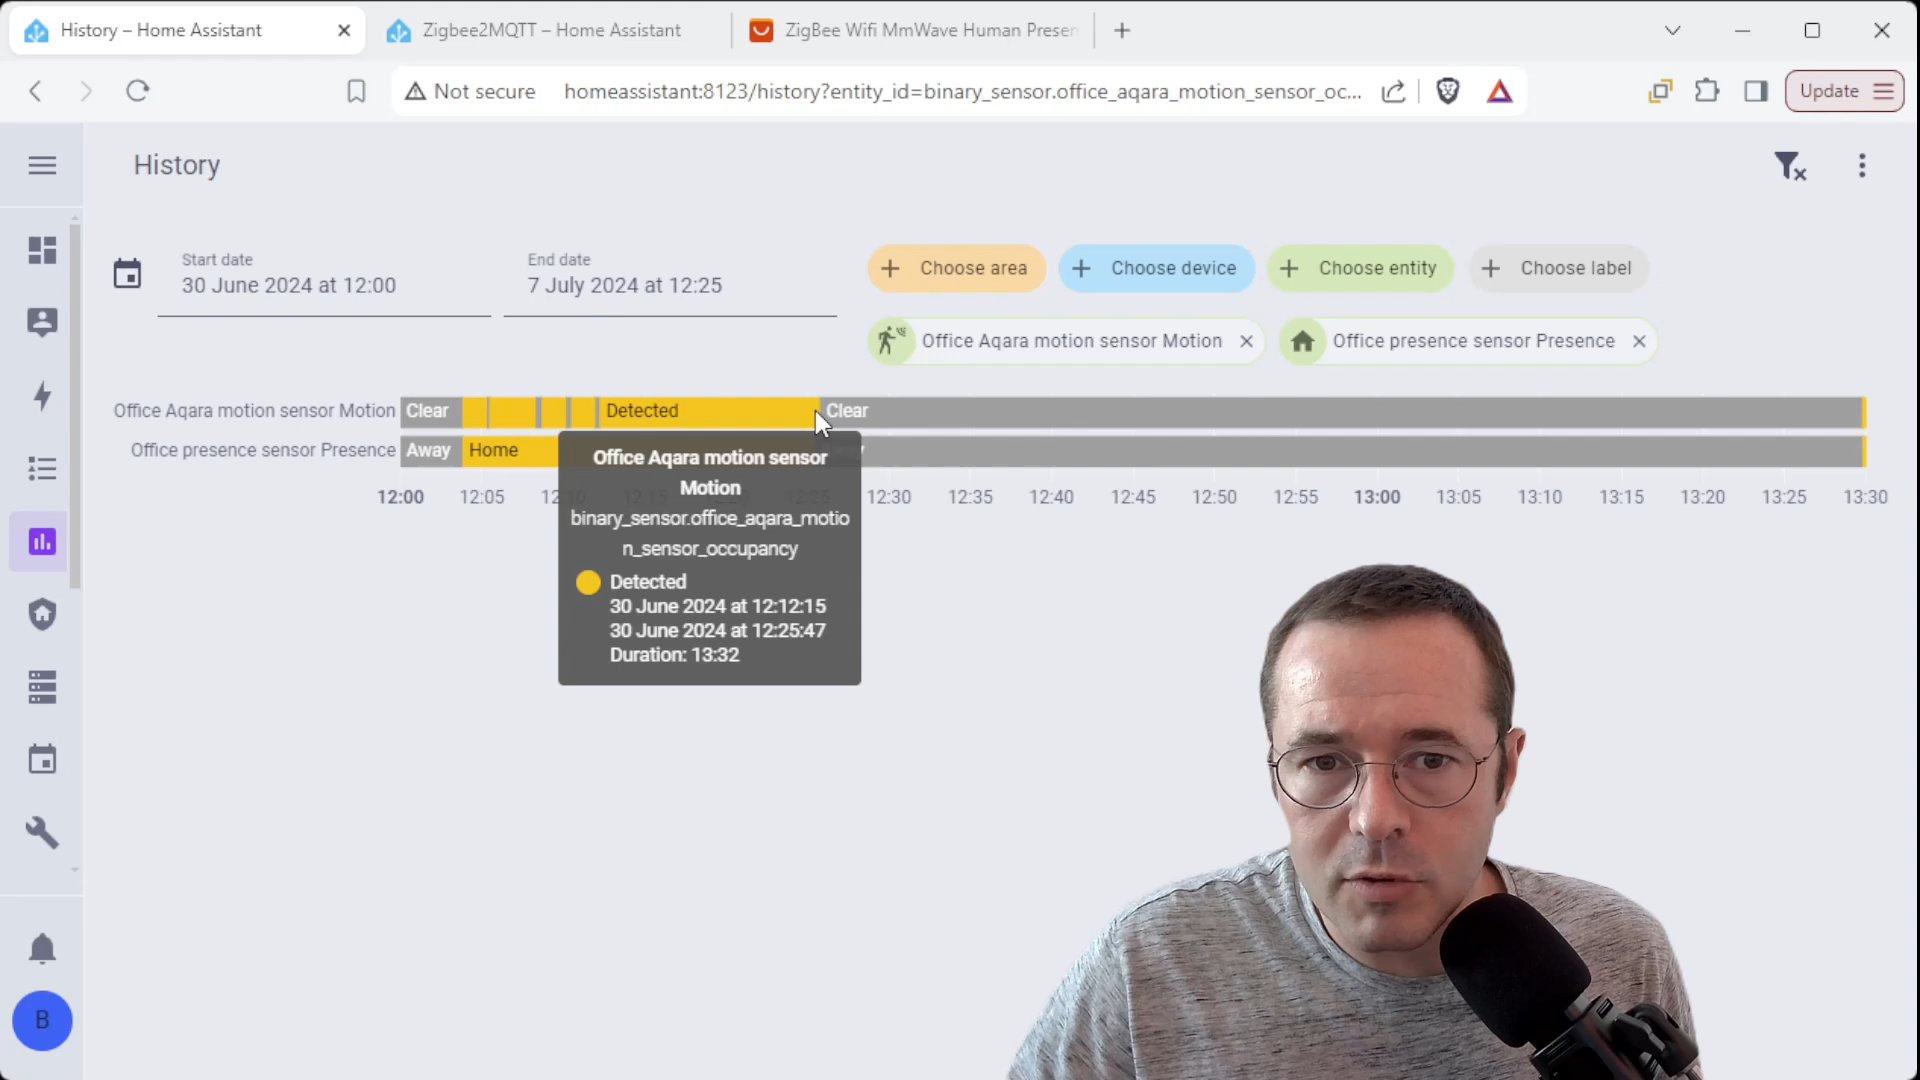 History – Home Assistant
Zigbee2MQTT – Home Assistant
ZigBee Wifi MmWave Human Presen
Not secure
homeassistant:8123/history?entity_id=binary_sensor.office_aqara_motion_sensor_oc...
Update
History
Start date
30 June 2024 at 12:00
End date
7 July 2024 at 12:25
Choose area
Choose device
Choose entity
Choose label
Office Aqara motion sensor Motion
Office presence sensor Presence
Office Aqara motion sensor Motion
Clear
Detected
Clear
Office presence sensor Presence
Away
Home
12:00
12:05
12:10
12:15
12:25
12:30
12:35
12:40
12:45
12:50
12:55
13:00
13:05
13:10
13:15
13:20
13:25
13:30
Office Aqara motion sensor
Motion
binary_sensor.office_aqara_motio
n_sensor_occupancy
Detected
30 June 2024 at 12:12:15
30 June 2024 at 12:25:47
Duration: 13:32
B